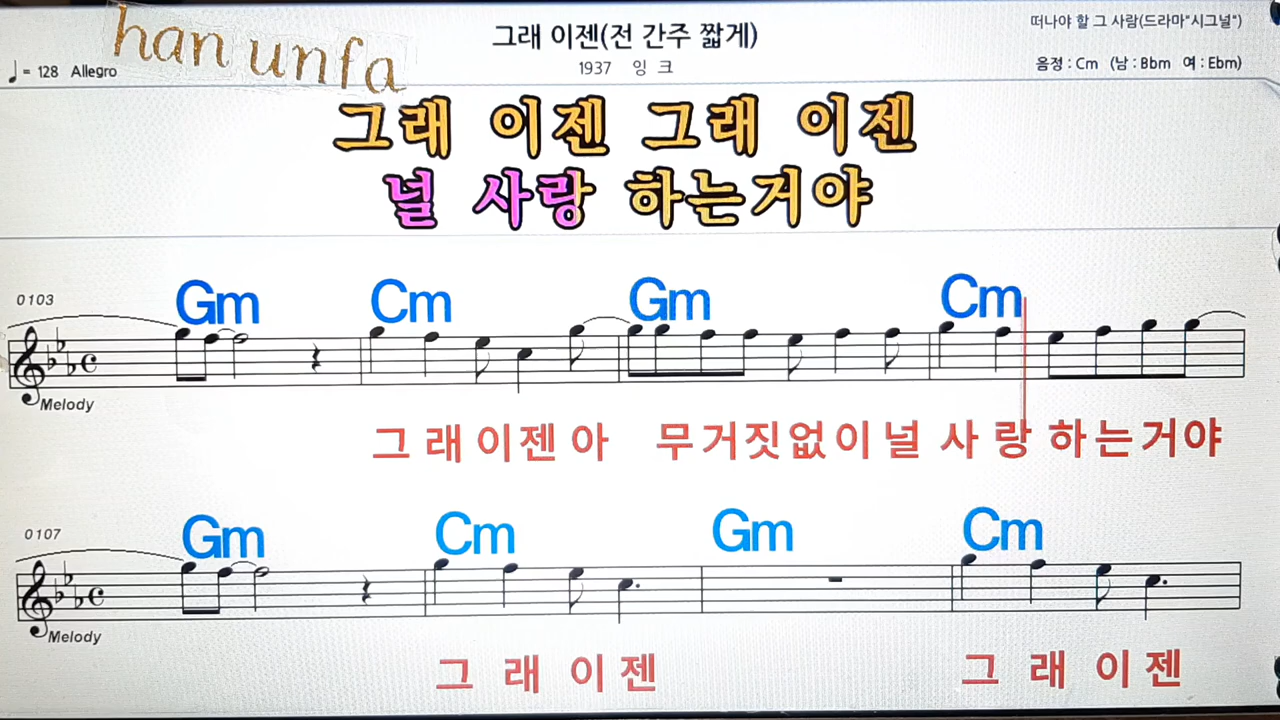 han unfa
그래 이젠(전 간주 짧게)
떠나야 할 그 사람(드라마"시그널")
♩= 128 Allegro
1937 잉 크
음정 : Cm (남 : Bbm 여 : Ebm)
그래 이젠 그래 이젠
널 사랑 하는거야
0103
Gm Cm Gm Cm
Melody
그 래 이 젠 아 무 거 짓 없 이 널 사 랑 하 는 거 야
0107
Gm Cm Gm Cm
Melody
그 래 이 젠 그 래 이 젠